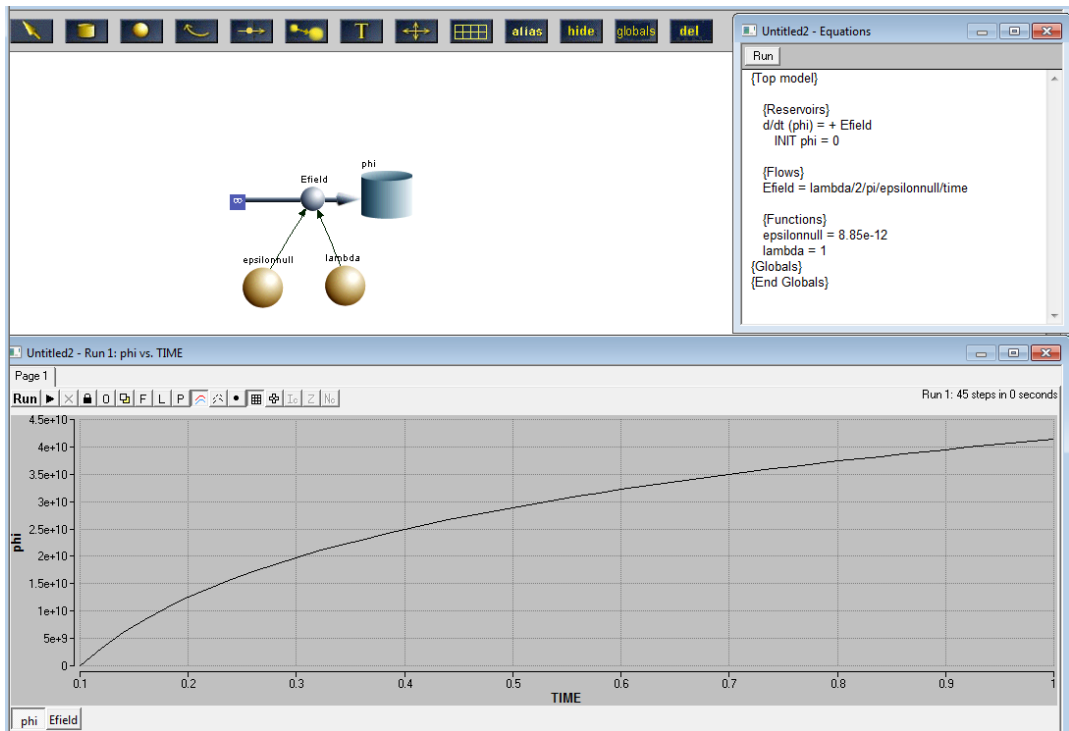 T
alias
hide
globals
del
phi
Efield
∞
epsilonnull
lambda
Untitled2 - Equations
Run
{Top model}
{Reservoirs}
d/dt (phi) = + Efield
INIT phi = 0
{Flows}
Efield = lambda/2/pi/epsilonnull/time
{Functions}
epsilonnull = 8.85e-12
lambda = 1
{Globals}
{End Globals}
Untitled2 - Run 1: phi vs. TIME
Page 1
Run 0 F L P Ic Z Nc
Run 1: 45 steps in 0 seconds
4.5e+10
4e+10
3.5e+10
3e+10
2.5e+10
2e+10
1.5e+10
1e+10
5e+9
0
phi
0.1 0.2 0.3 0.4 0.5 0.6 0.7 0.8 0.9 1
TIME
phi Efield